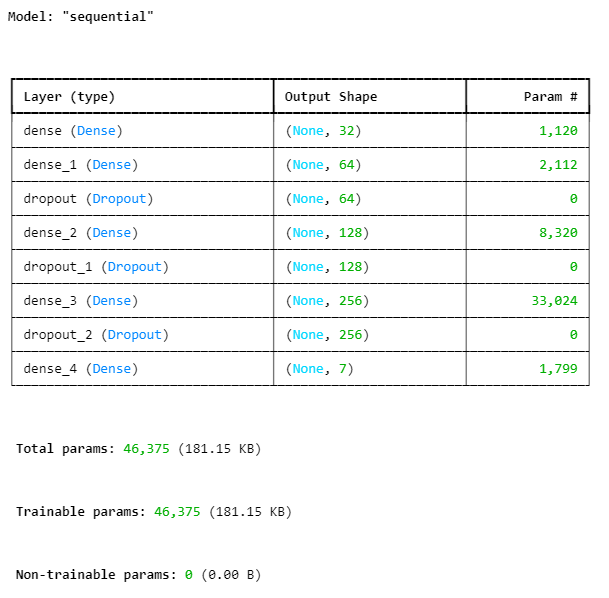 Model: "sequential"
Layer (type) Output Shape Param #
dense (Dense) (None, 32) 1,120
dense_1 (Dense) (None, 64) 2,112
dropout (Dropout) (None, 64) 0
dense_2 (Dense) (None, 128) 8,320
dropout_1 (Dropout) (None, 128) 0
dense_3 (Dense) (None, 256) 33,024
dropout_2 (Dropout) (None, 256) 0
dense_4 (Dense) (None, 7) 1,799
Total params: 46,375 (181.15 KB)
Trainable params: 46,375 (181.15 KB)
Non-trainable params: 0 (0.00 B)